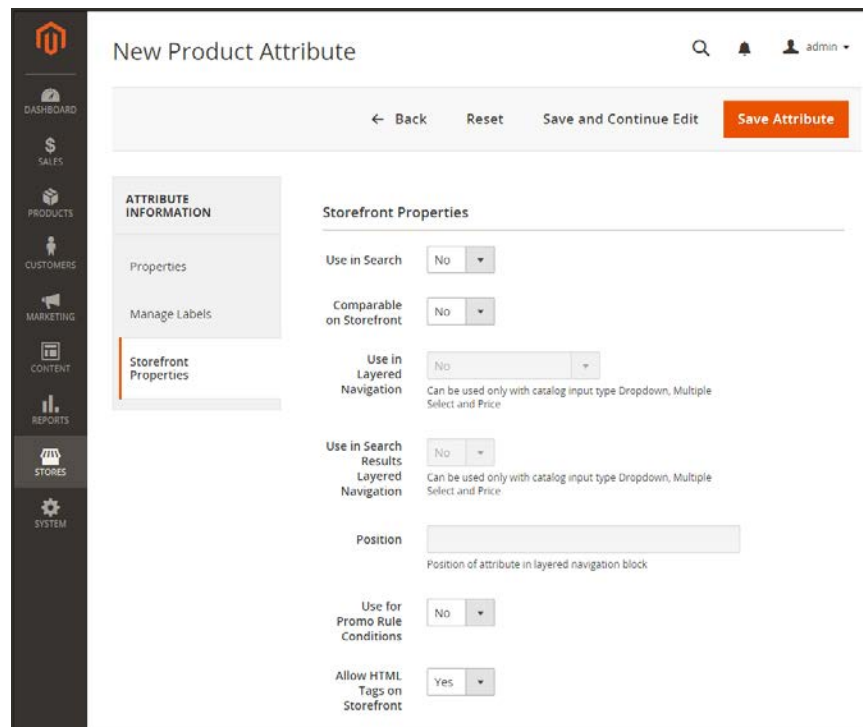 New Product Attribute
admin
DASHBOARD
SALES
PRODUCTS
CUSTOMERS
MARKETING
CONTENT
REPORTS
STORES
SYSTEM
← Back Reset Save and Continue Edit Save Attribute
ATTRIBUTE
INFORMATION
Properties
Manage Labels
Storefront
Properties
Storefront Properties
Use in Search No
Comparable
on Storefront
No
Use in
Layered
Navigation
No
Can be used only with catalog input type Dropdown, Multiple
Select and Price
Use in Search
Results
Layered
Navigation
No
Can be used only with catalog input type Dropdown, Multiple
Select and Price
Position
Position of attribute in layered navigation block
Use for
Promo Rule
Conditions
No
Allow HTML
Tags on
Storefront
Yes